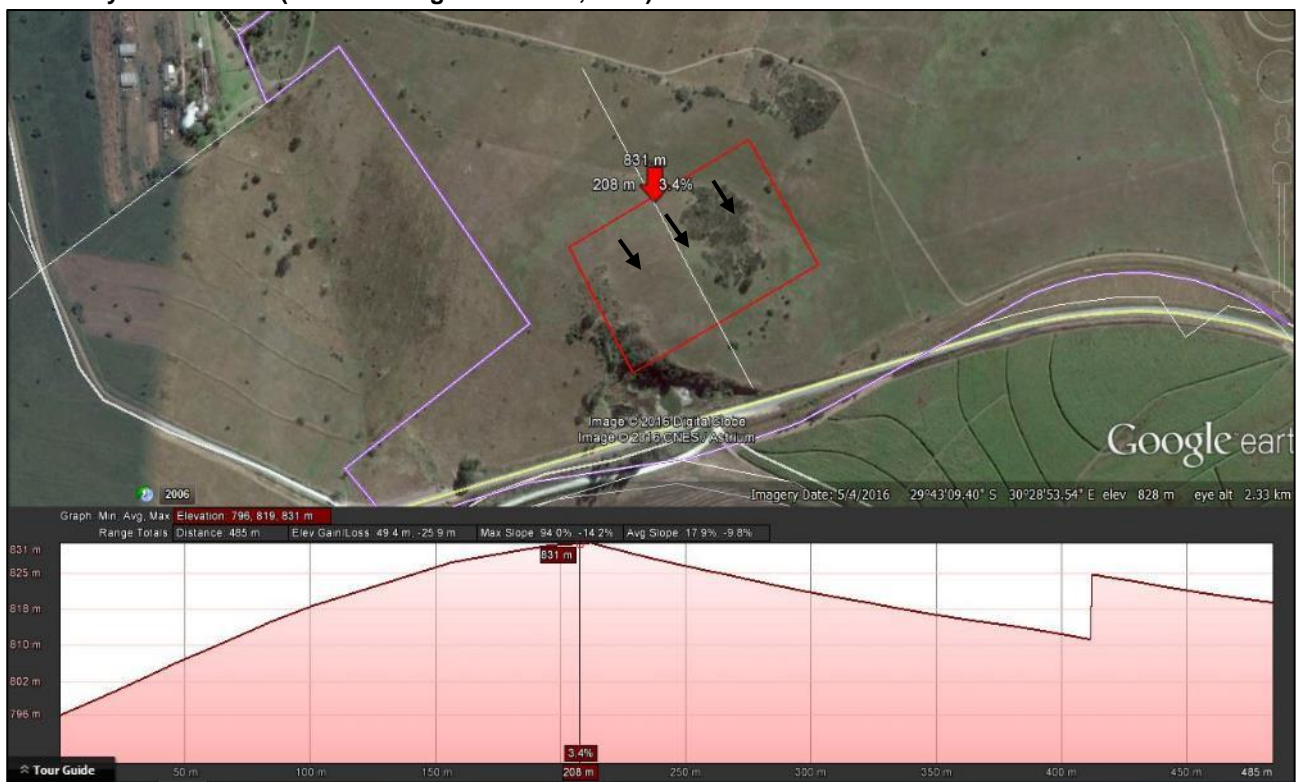 831 m
208 m 3.4%
Image © 2016 DigitalGlobe
Image © 2016 CNES / Astrium
Google eart
2006
Imagery Date: 5/4/2016 29°43'09.40" S 30°28'53.54" E elev 828 m eye alt 2.33 km
Graph: Min, Avg, Max Elevation: 796, 819, 831 m
Range Totals: Distance: 485 m Elev Gain/Loss: 49.4 m, -25.9 m Max Slope: 94.0%, -14.2% Avg Slope: 17.9%, -9.8%
831 m
831 m
825 m
818 m
810 m
802 m
796 m
3.4%
Tour Guide
50 m 100 m 150 m 208 m 250 m 300 m 350 m 400 m 450 m 485 m